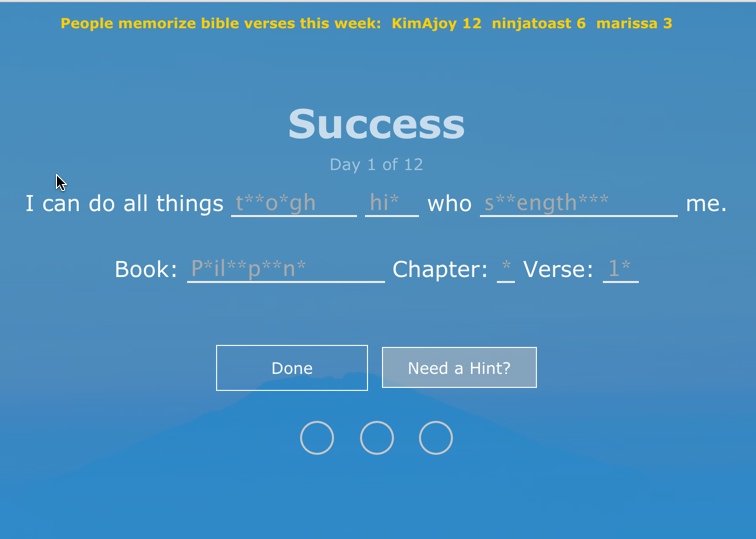 People memorize bible verses this week: KimAjoy 12 ninjatoast 6 marissa 3
Success
Day 1 of 12
I can do all things t**o*gh hi* who s**ength*** me.
Book: P*il**p**n* Chapter: * Verse: 1*
Done Need a Hint?